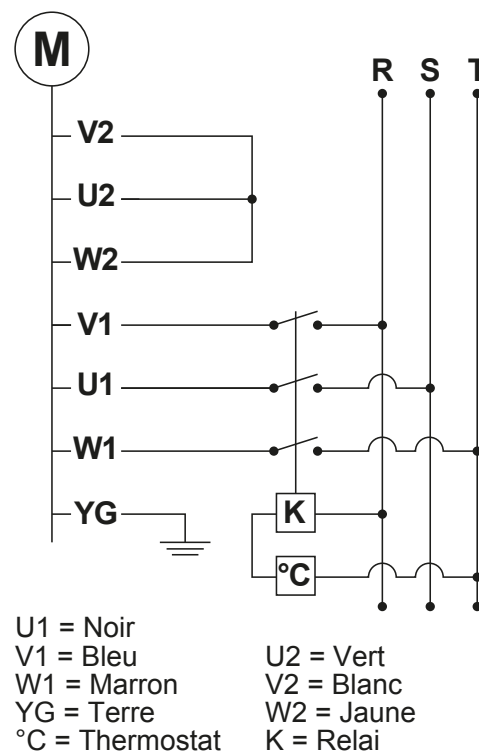 M
R S T
V2
U2
W2
V1
U1
W1
YG
K
°C
U1 = Noir
V1 = Bleu
W1 = Marron
YG = Terre
°C = Thermostat
U2 = Vert
V2 = Blanc
W2 = Jaune
K = Relai